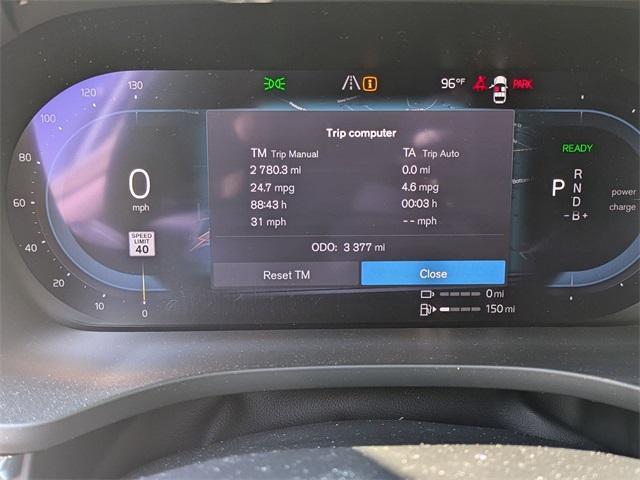 120
130
100
80
60
40
20
10
0
0
mph
SPEED
LIMIT
40
96°F
PARK
Trip computer
TM Trip Manual
TA Trip Auto
2 780.3 mi
0.0 mi
24.7 mpg
4.6 mpg
88:43 h
00:03 h
31 mph
-- mph
ODO: 3 377 mi
Reset TM
Close
0 mi
150 mi
READY
P
R
N
D
-B+
power
charge